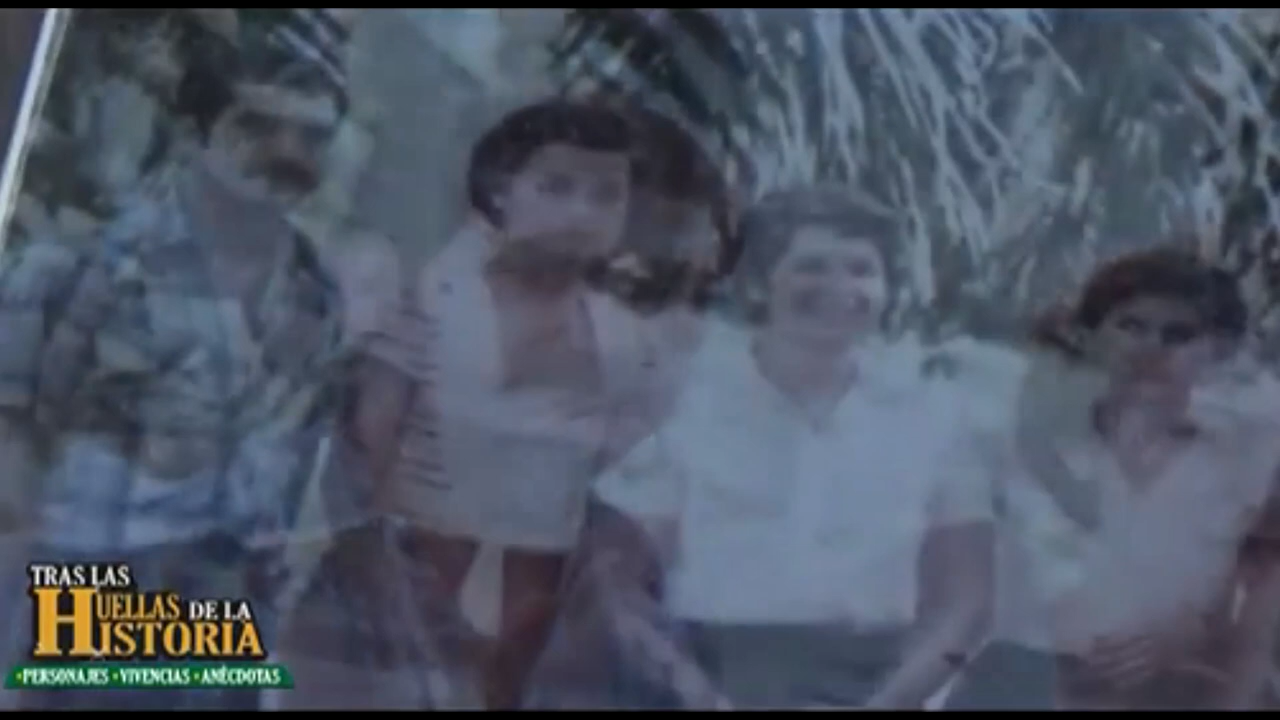 TRAS LAS
HUELLAS DE LA
HISTORIA
•PERSONAJES •VIVENCIAS •ANÉCDOTAS